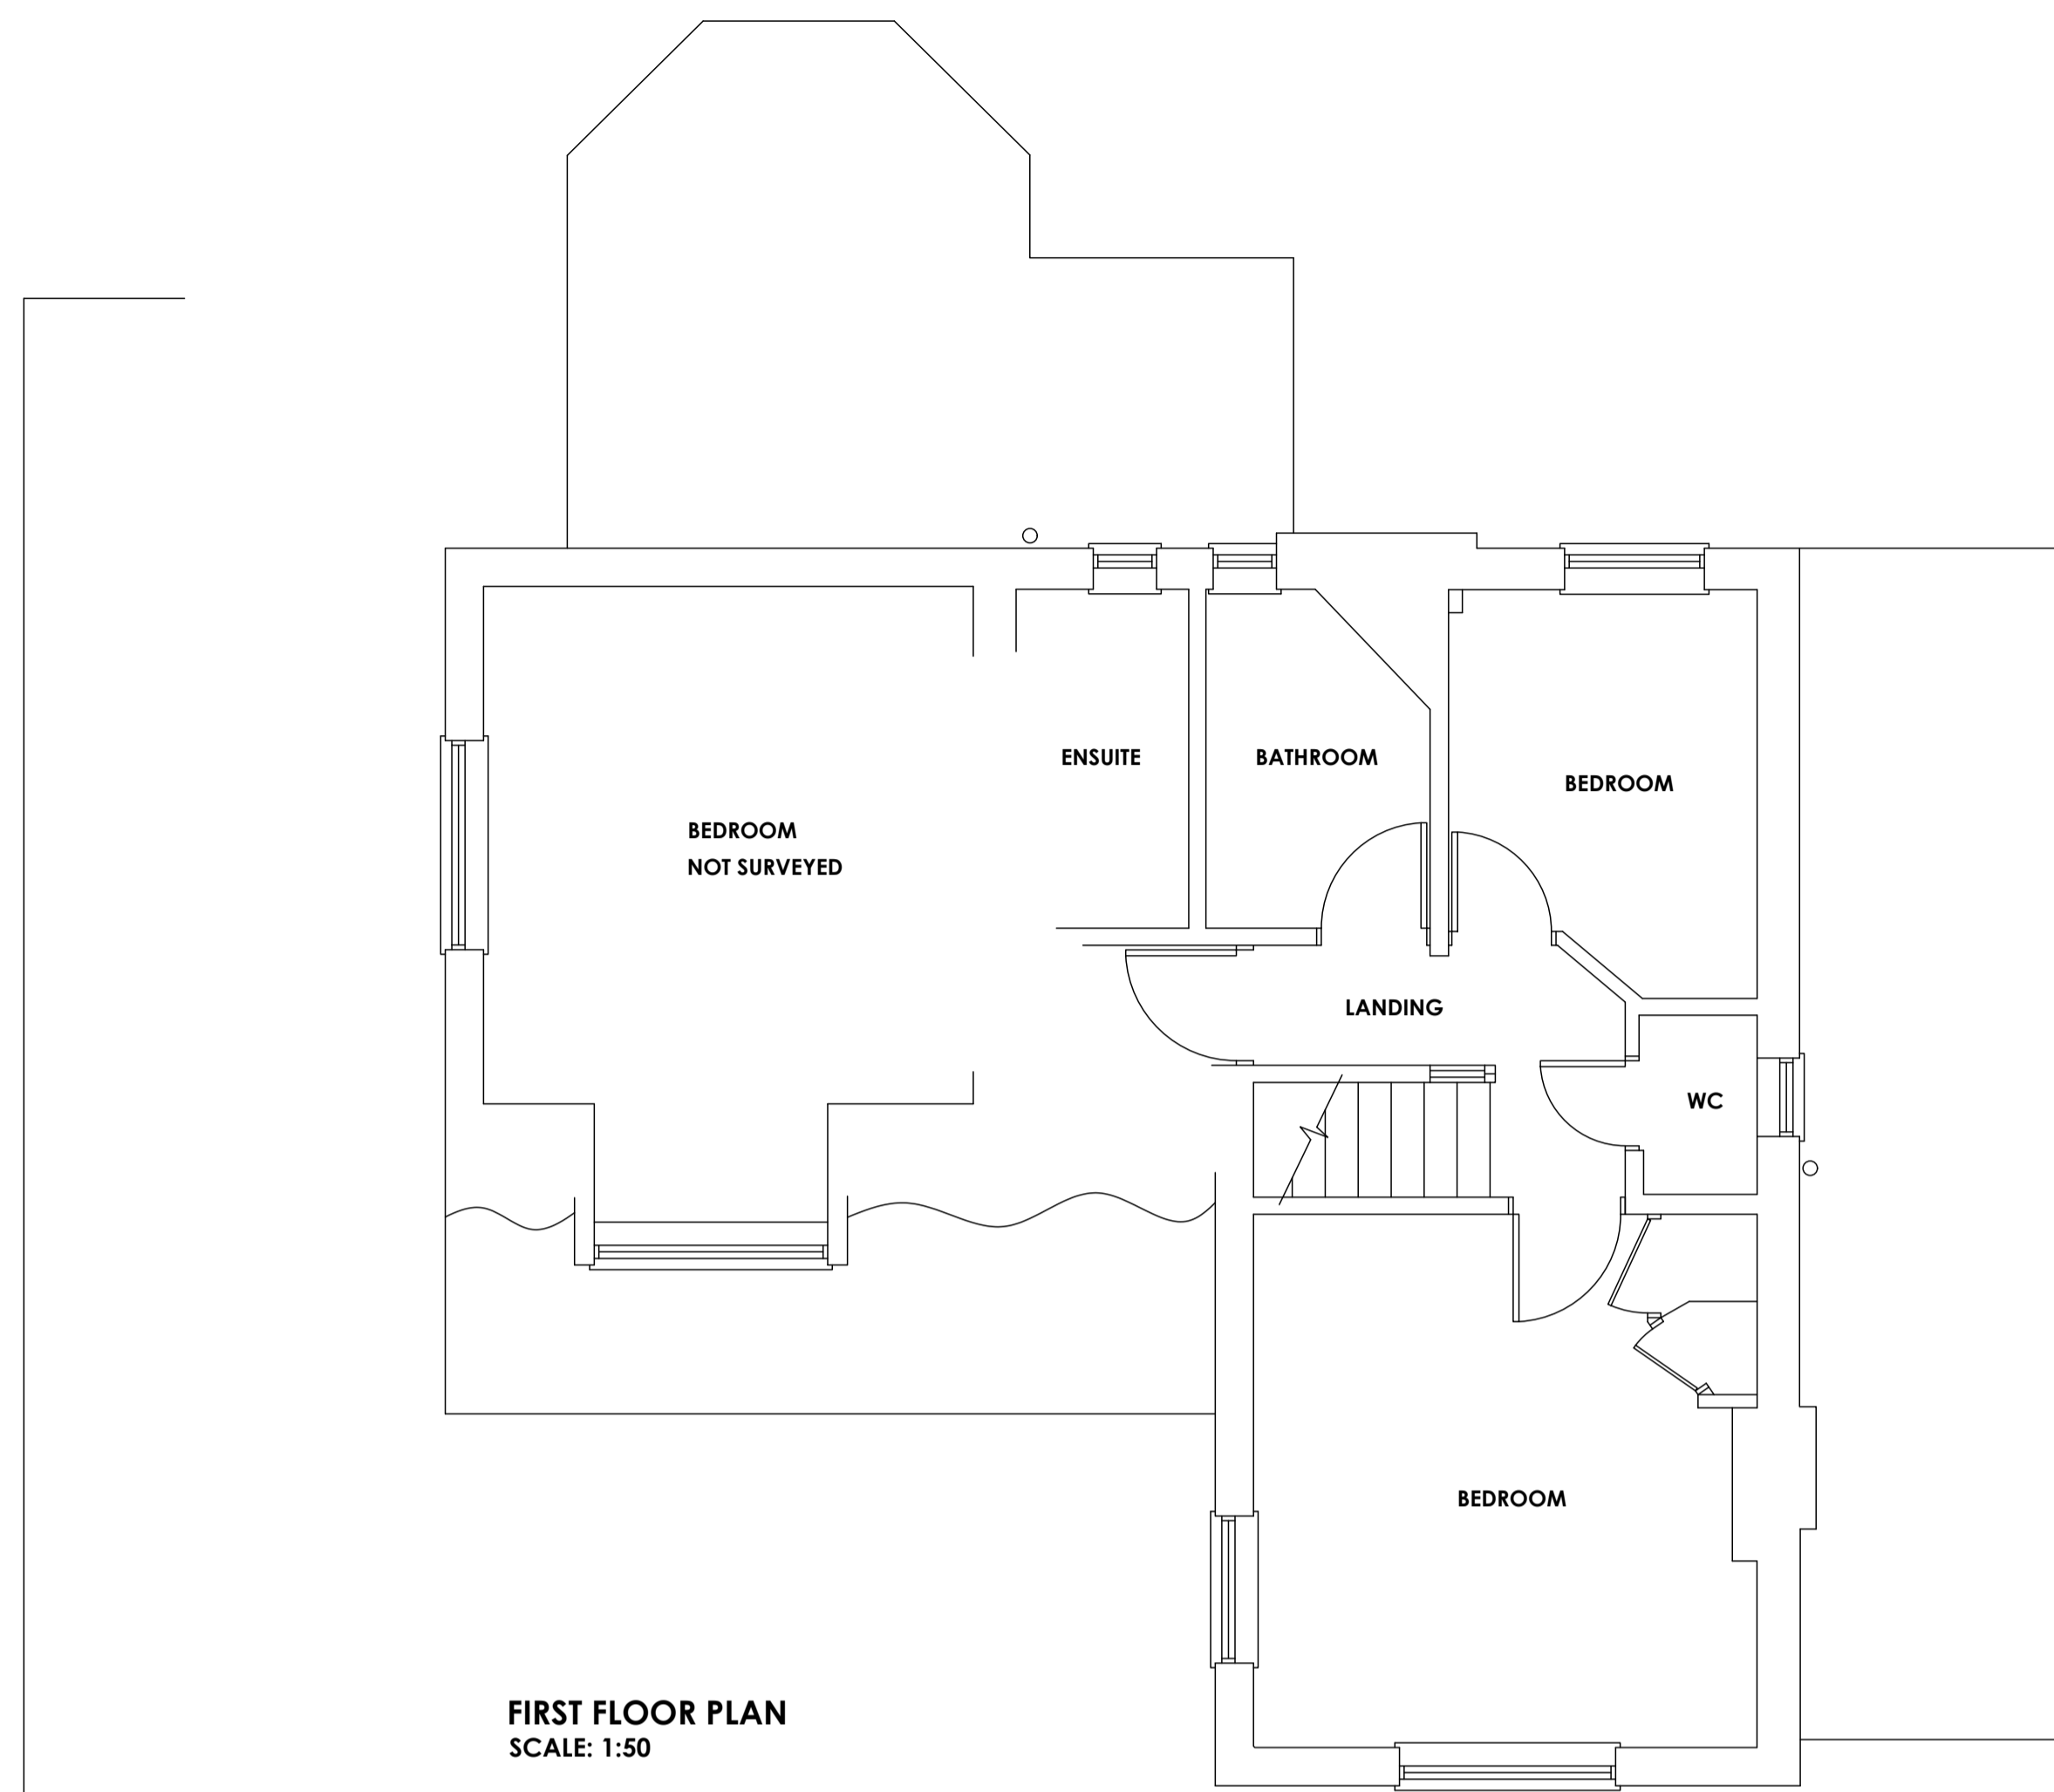 ENSUITE
BATHROOM
BEDROOM
BEDROOM
NOT SURVEYED
LANDING
WC
BEDROOM
FIRST FLOOR PLAN
SCALE: 1:50